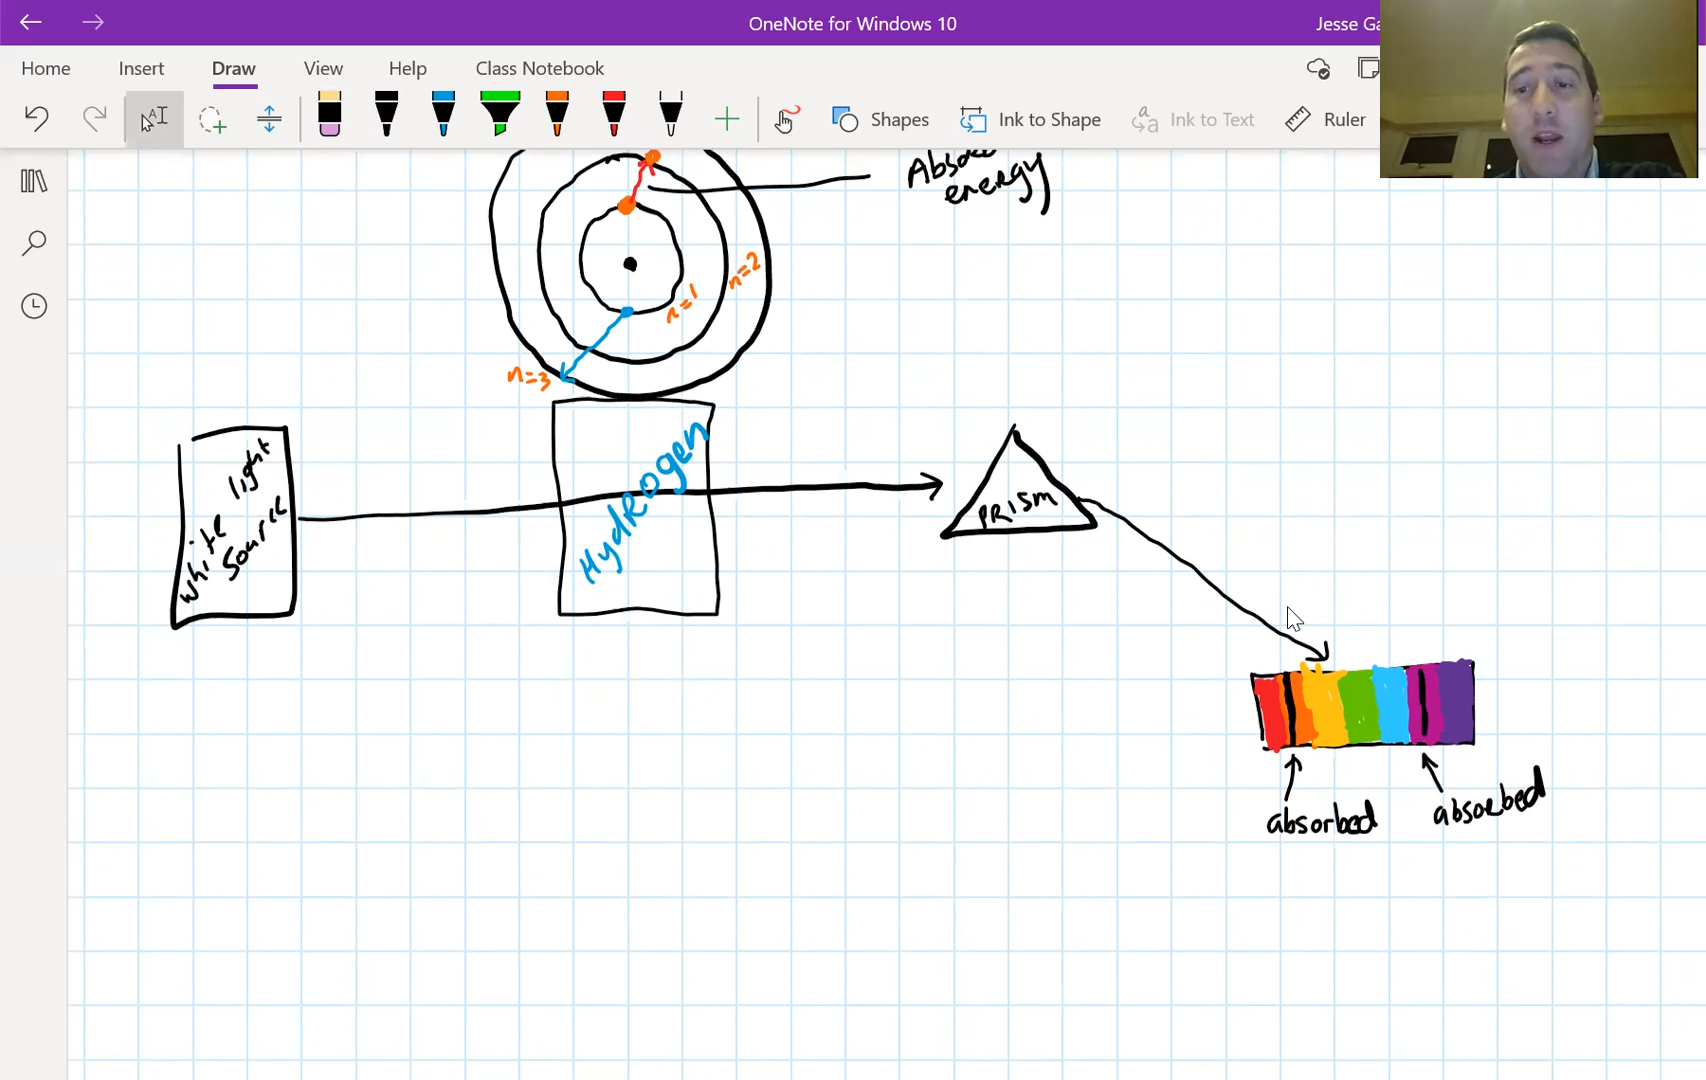 OneNote for Windows 10
Jesse Ga
Home Insert Draw View Help Class Notebook
Shapes Ink to Shape Ink to Text Ruler
energy
n=1
n=2
n=3
white light
source
Hydrogen
PRISM
absorbed
absorbed